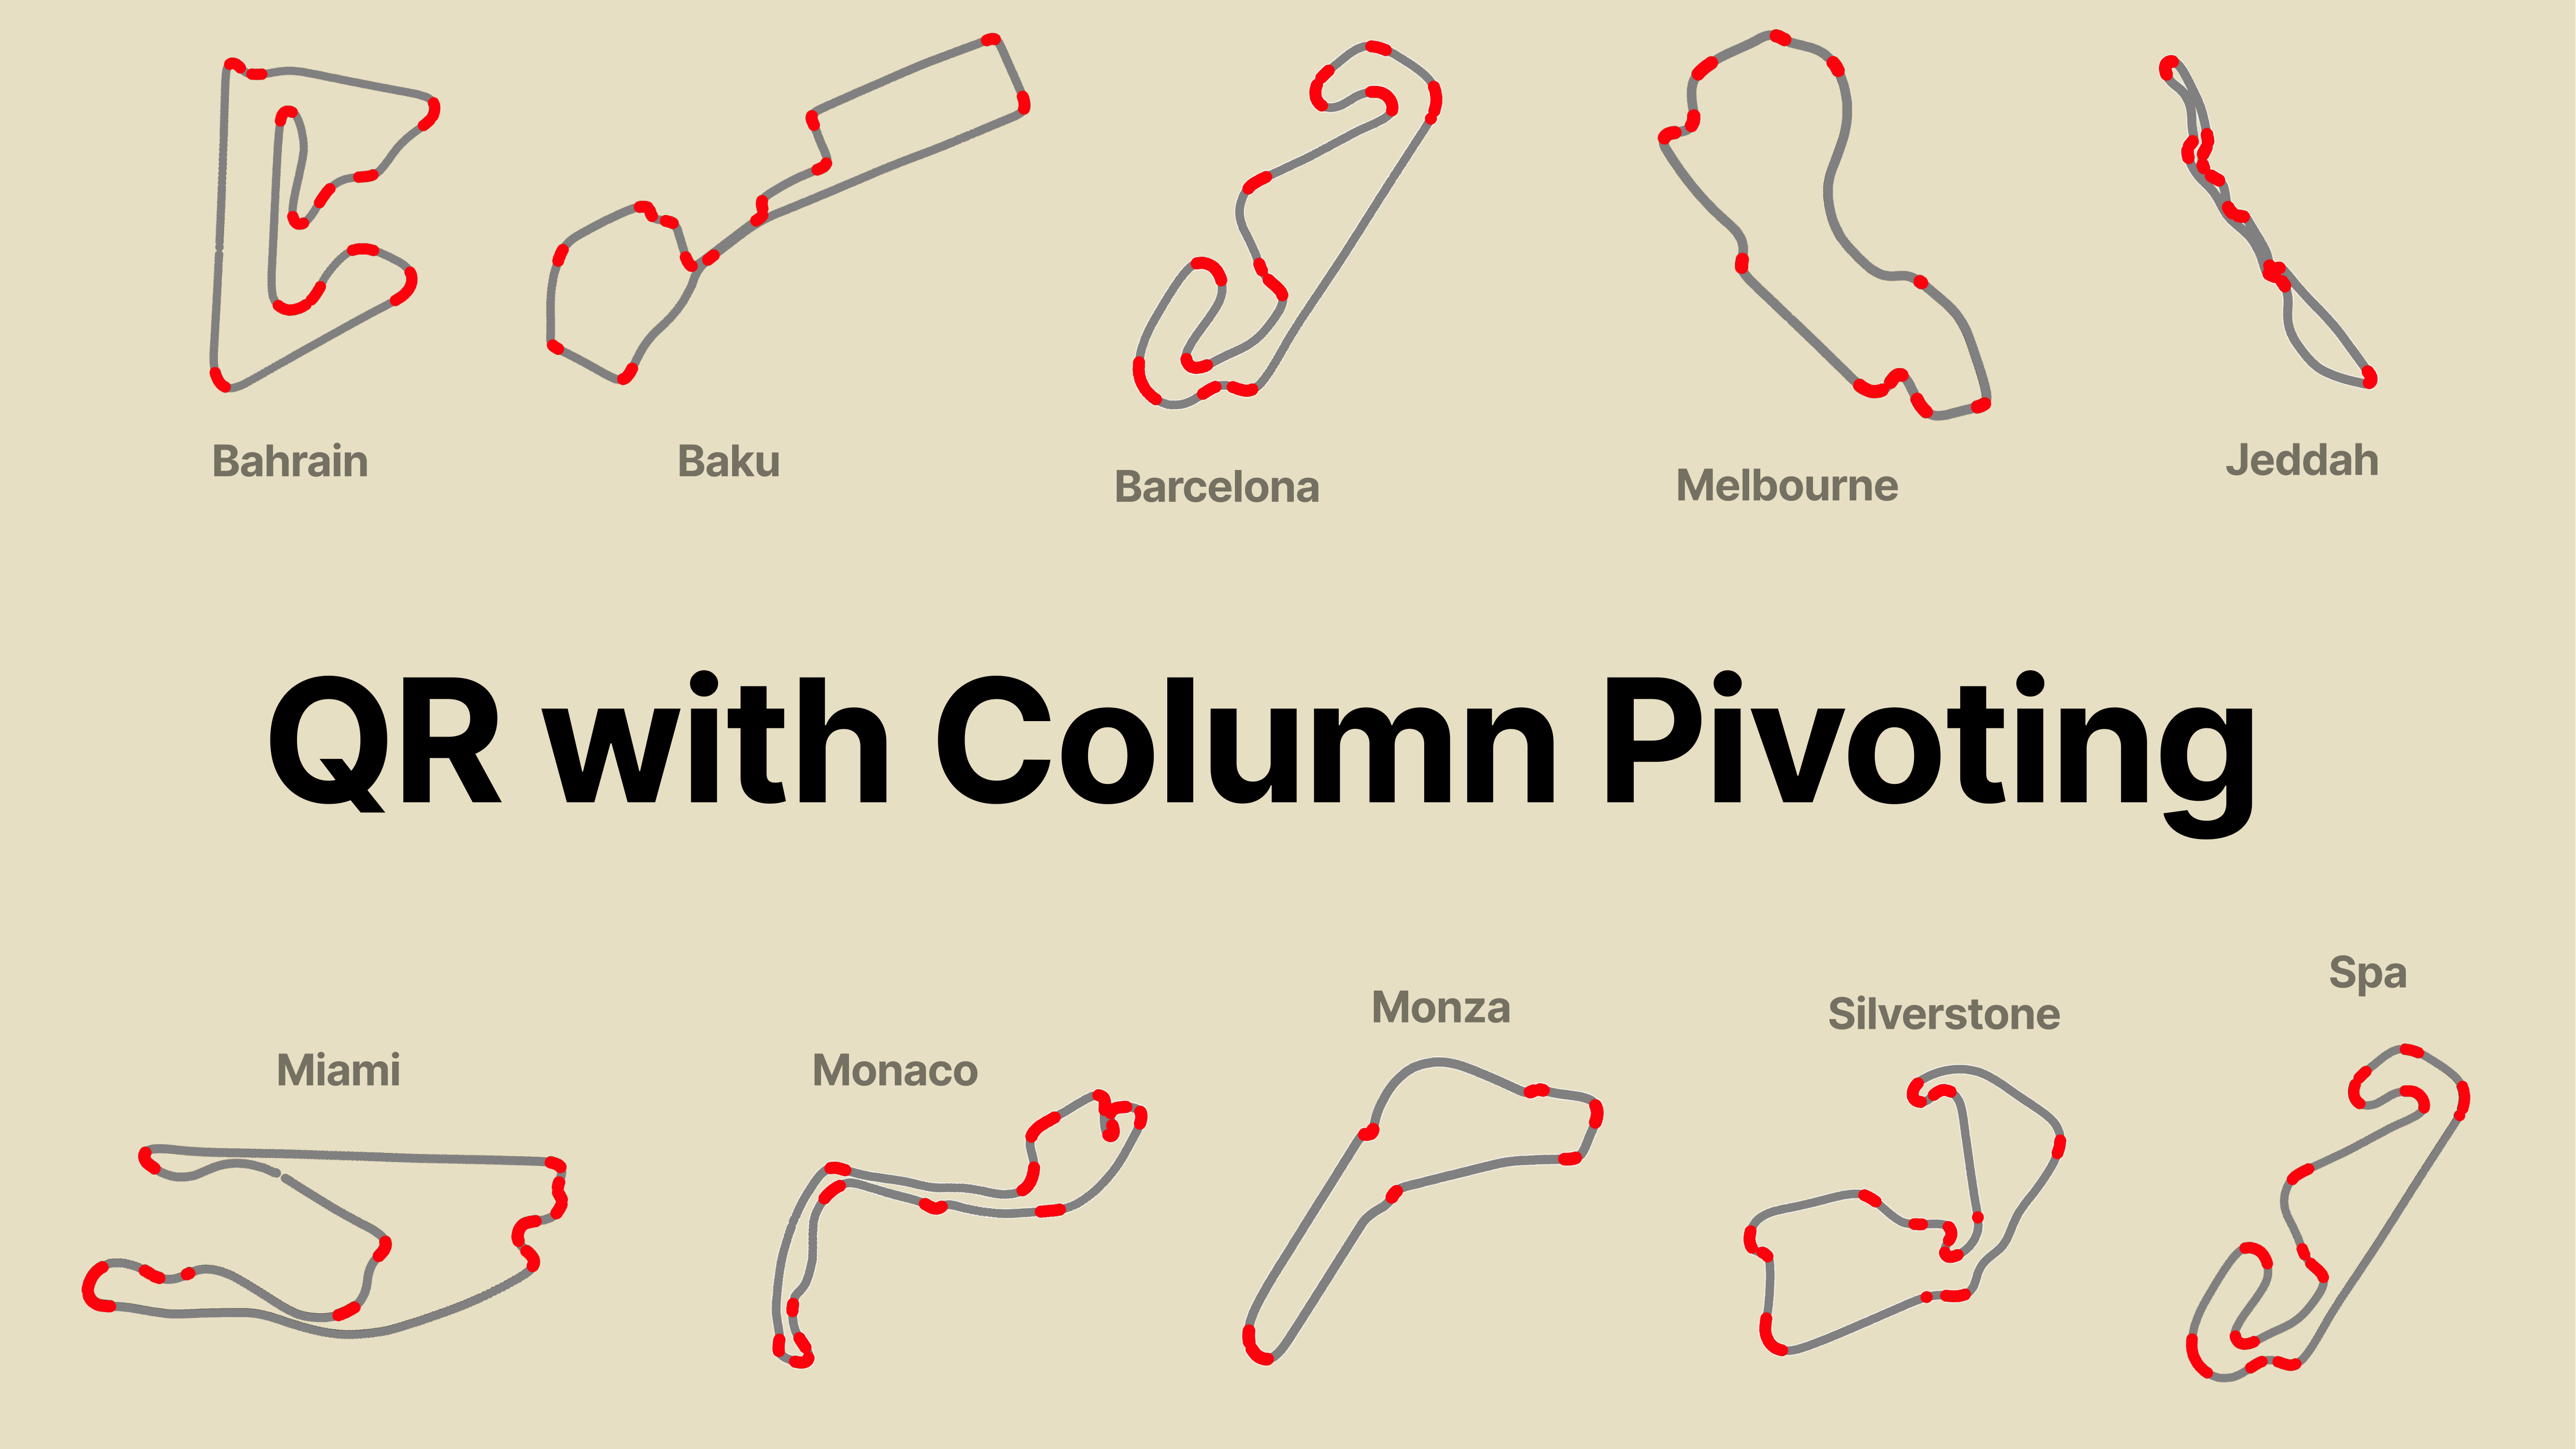 Bahrain
Baku
Barcelona
Melbourne
Jeddah
QR with Column Pivoting
Miami
Monaco
Monza
Silverstone
Spa